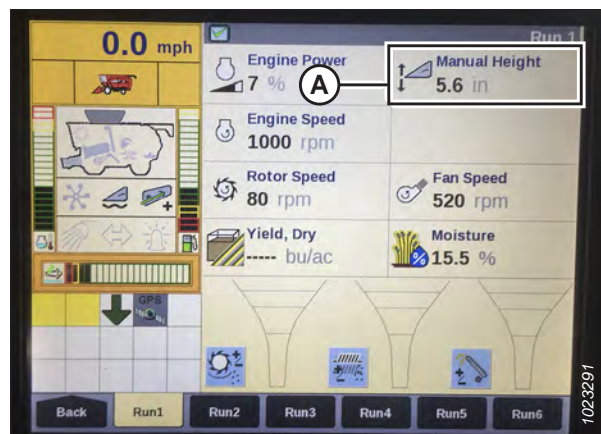 0.0 mph
Run 1
Engine Power
7 %
A
Manual Height
5.6 in
Engine Speed
1000 rpm
Rotor Speed
80 rpm
Fan Speed
520 rpm
Yield, Dry
----- bu/ac
Moisture
15.5 %
GPS
Back
Run1
Run2
Run3
Run4
Run5
Run6
1023291